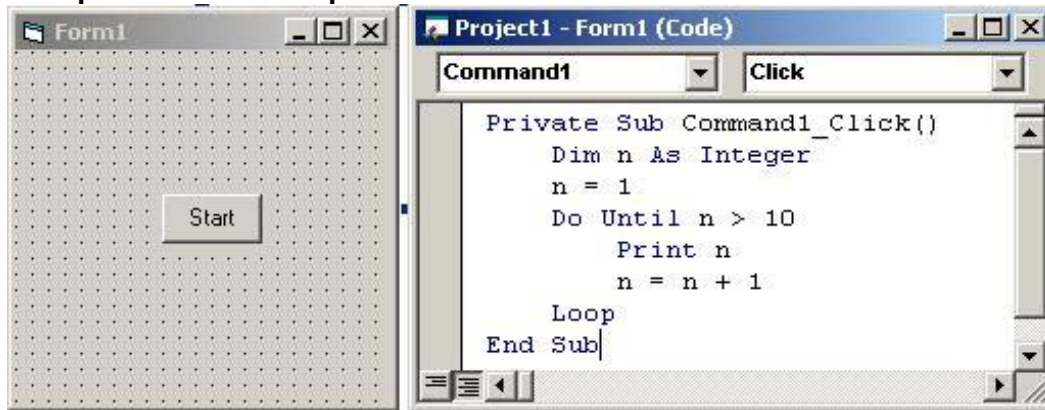 Form1
Start
Project1 - Form1 (Code)
Command1 Click
Private Sub Command1_Click()
Dim n As Integer
n = 1
Do Until n > 10
Print n
n = n + 1
Loop
End Sub